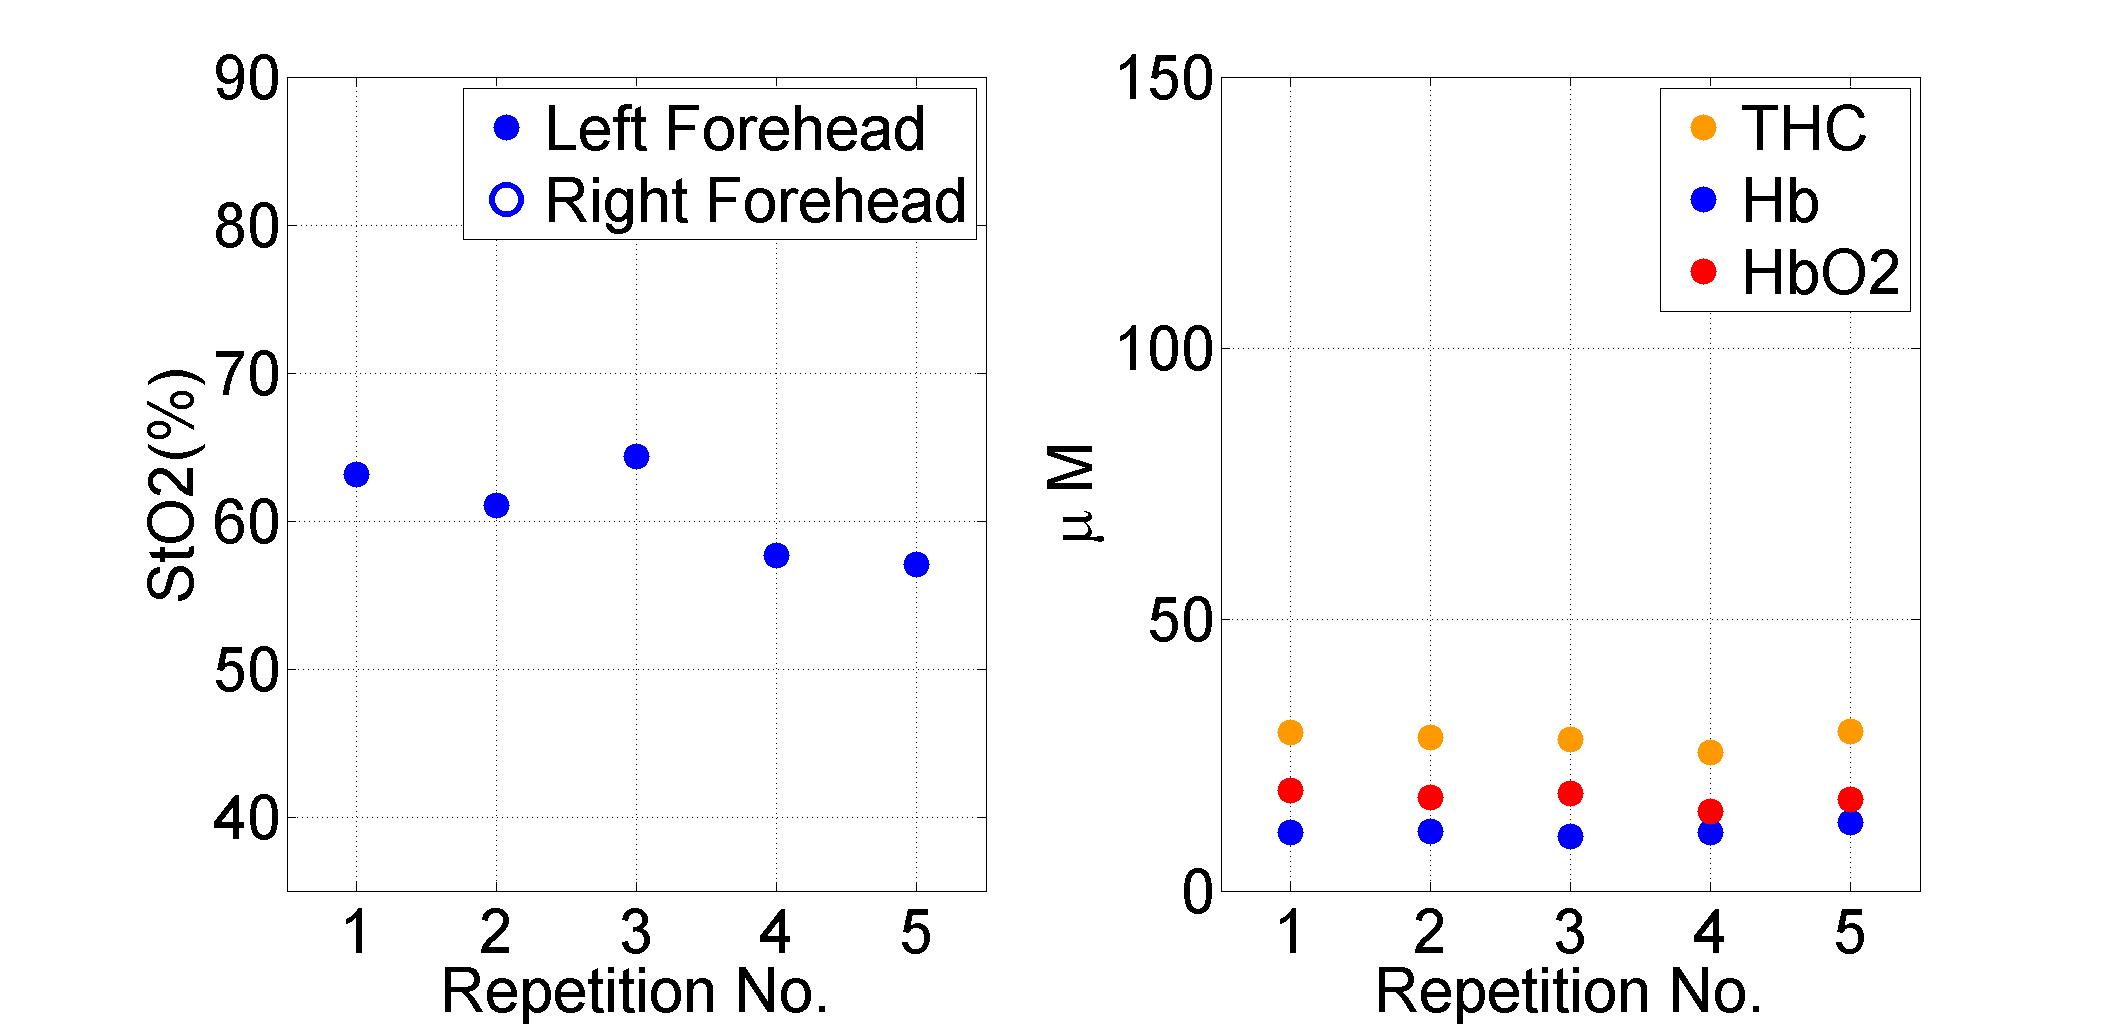 90
80
70
60
50
40
StO2(%)
Left Forehead
Right Forehead
1 2 3 4 5
Repetition No.
150
100
50
0
μ M
THC
Hb
HbO2
1 2 3 4 5
Repetition No.